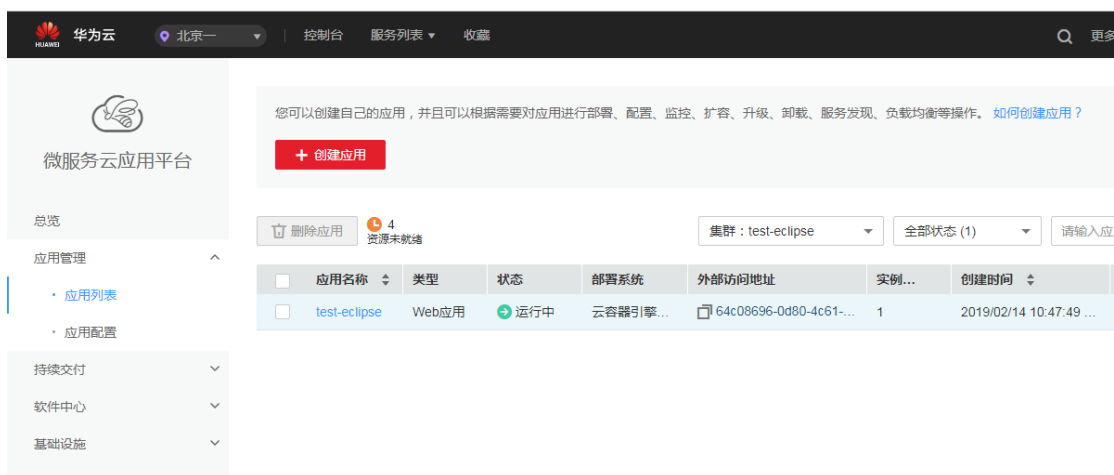 HUAWEI 华为云 北京一 控制台 服务列表 收藏 更多
微服务云应用平台
总览
应用管理
· 应用列表
· 应用配置
持续交付
软件中心
基础设施
您可以创建自己的应用，并且可以根据需要对应用进行部署、配置、监控、扩容、升级、卸载、服务发现、负载均衡等操作。 如何创建应用？
+ 创建应用
删除应用 4 集群：test-eclipse 全部状态 (1) 请输入应
资源未就绪
应用名称 类型 状态 部署系统 外部访问地址 实例... 创建时间
test-eclipse Web应用 运行中 云容器引擎... 64c08696-0d80-4c61-... 1 2019/02/14 10:47:49 ...